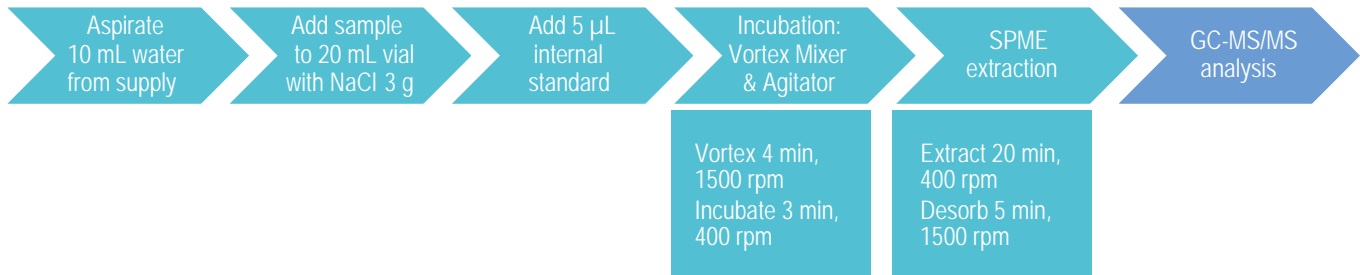 Aspirate
10 mL water
from supply
Add sample
to 20 mL vial
with NaCl 3 g
Add 5 µL
internal
standard
Incubation:
Vortex Mixer
& Agitator
SPME
extraction
GC-MS/MS
analysis
Vortex 4 min,
1500 rpm
Incubate 3 min,
400 rpm
Extract 20 min,
400 rpm
Desorb 5 min,
1500 rpm